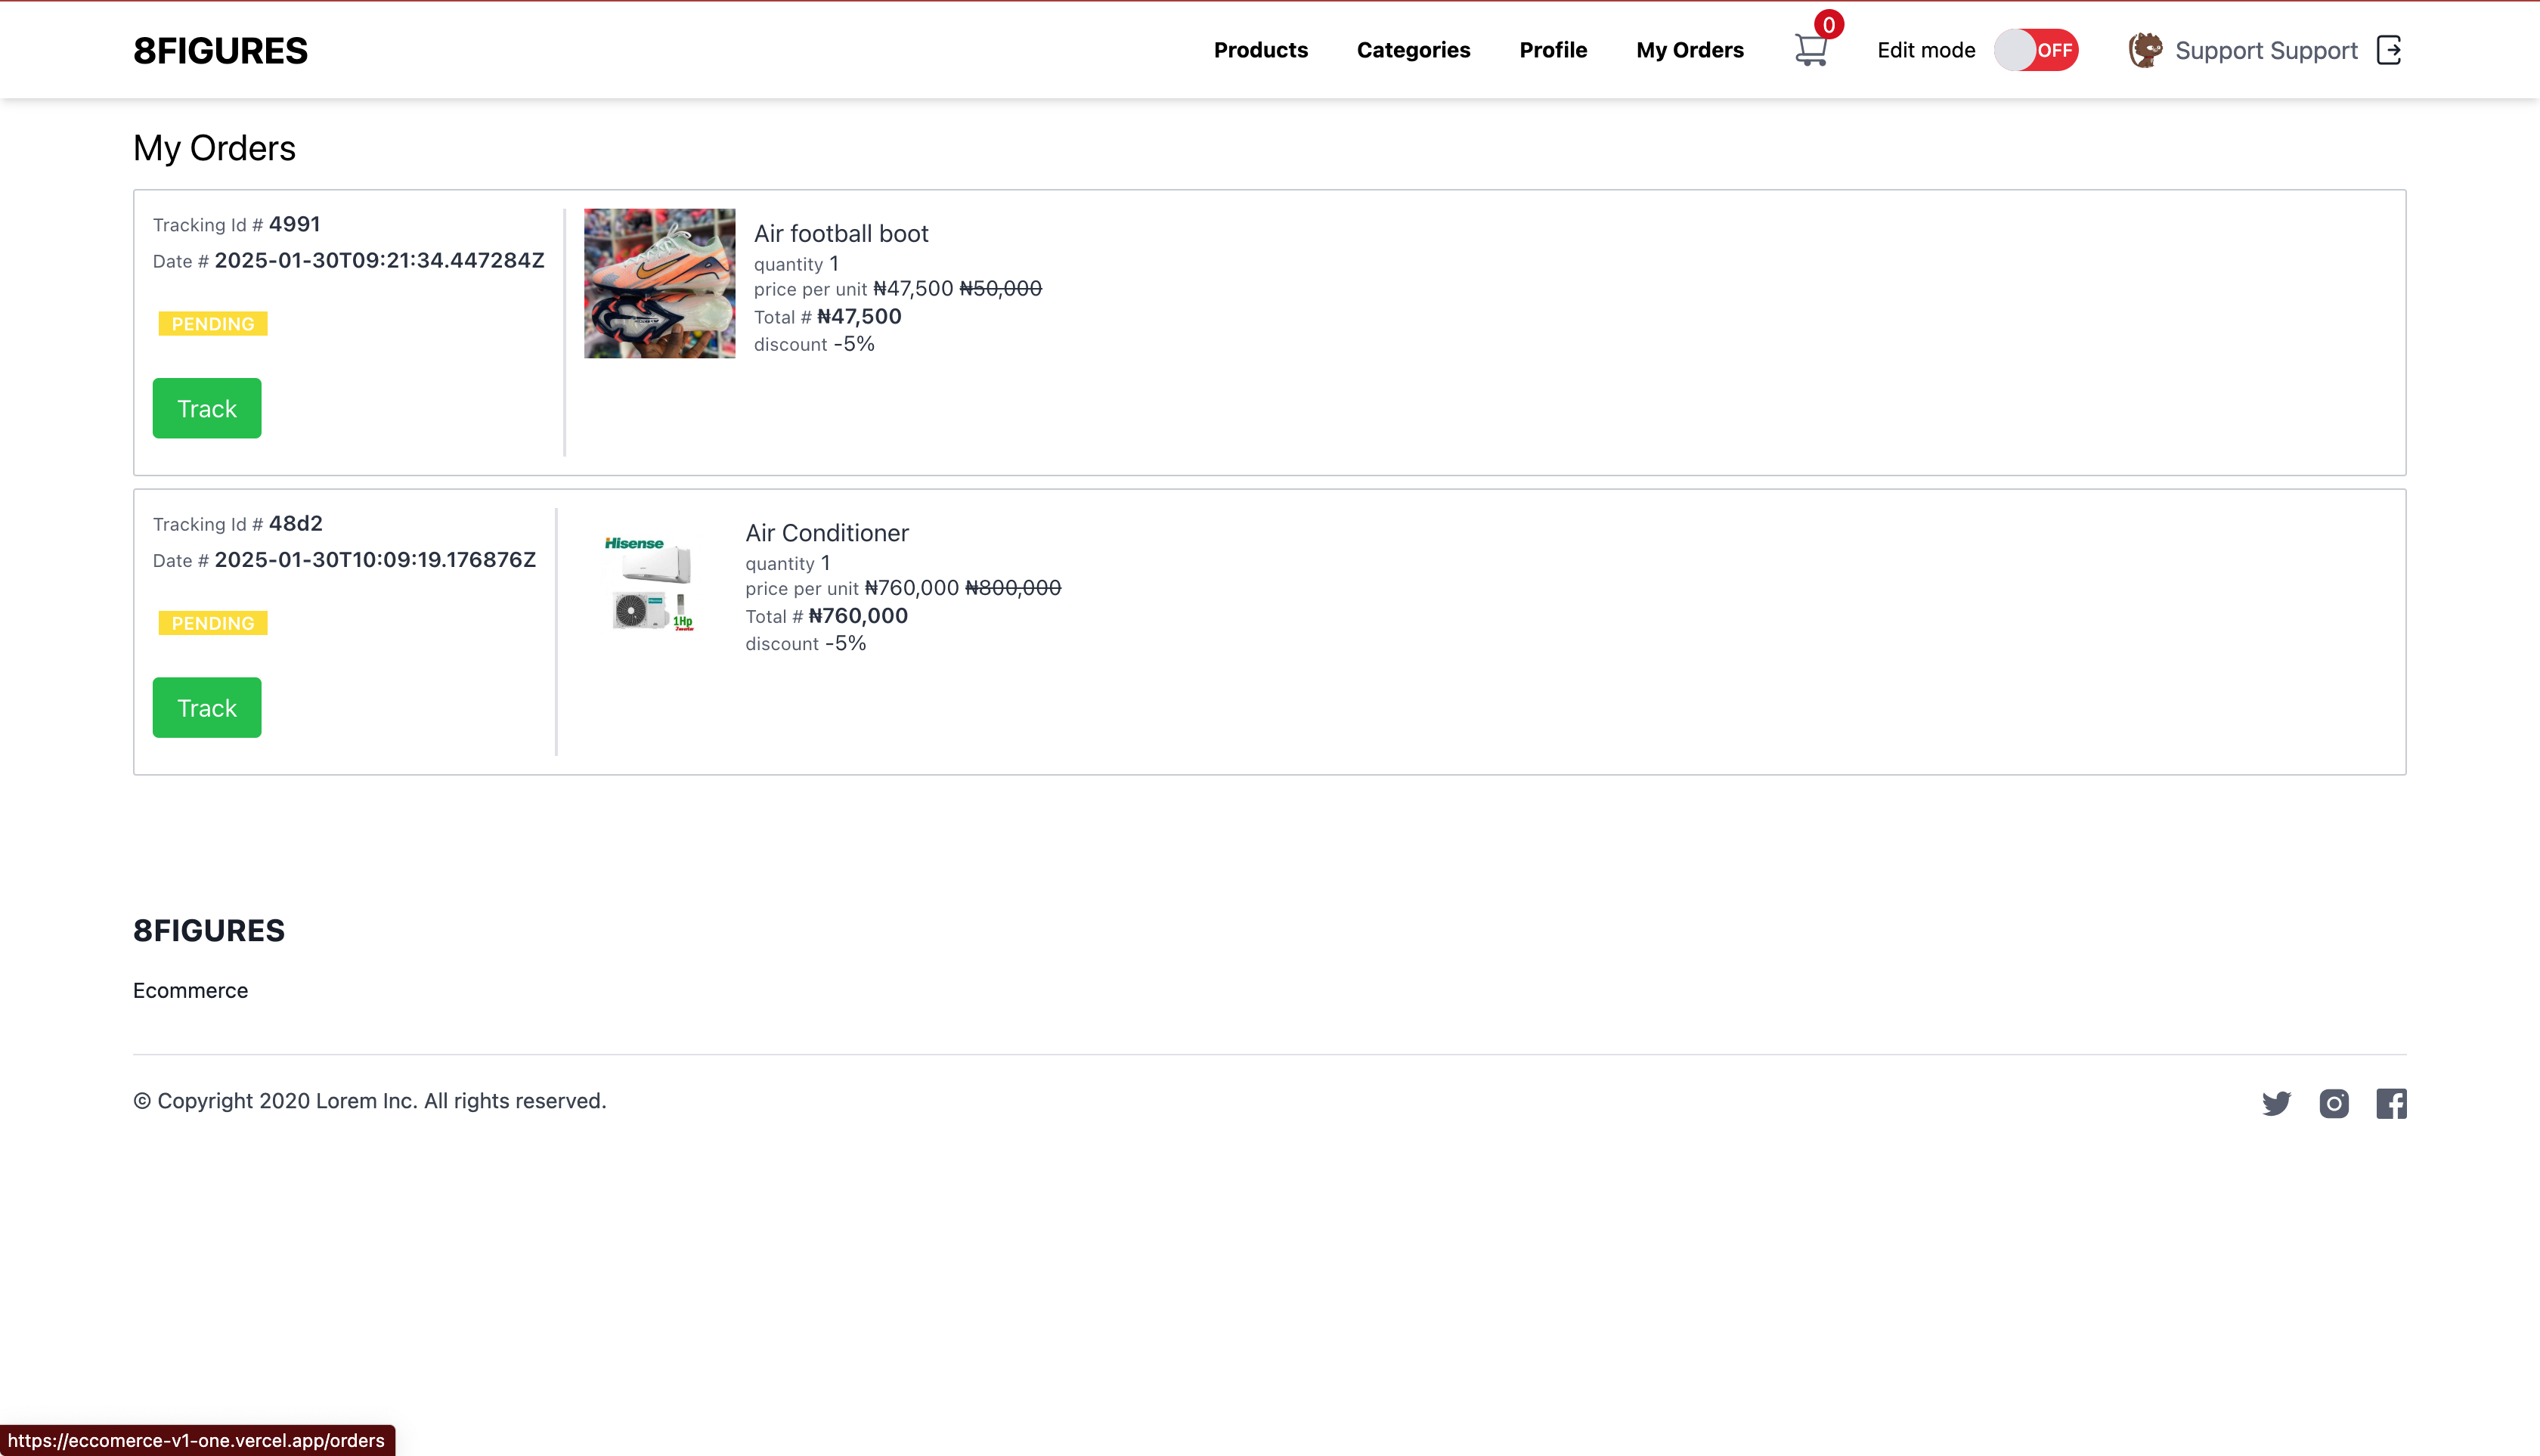 8FIGURES
Products Categories Profile My Orders 0 Edit mode OFF Support Support
My Orders
Tracking Id # 4991
Date # 2025-01-30T09:21:34.447284Z
PENDING
Track
Air football boot
quantity 1
price per unit ₦47,500 ₦50,000
Total # ₦47,500
discount -5%
Tracking Id # 48d2
Date # 2025-01-30T10:09:19.176876Z
PENDING
Track
Hisense
1Hp
Air Conditioner
quantity 1
price per unit ₦760,000 ₦800,000
Total # ₦760,000
discount -5%
8FIGURES
Ecommerce
© Copyright 2020 Lorem Inc. All rights reserved.
https://eccomerce-v1-one.vercel.app/orders